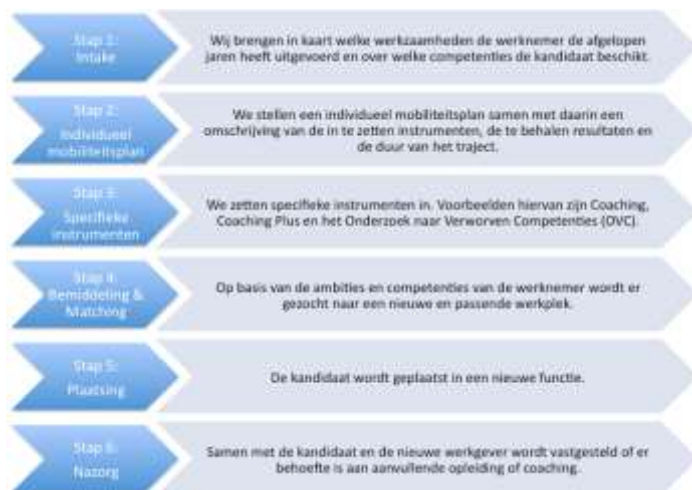 Stap 1:
Intake
Wij brengen in kaart welke werkzaamheden de werknemer de afgelopen
jaren heeft uitgevoerd en over welke competenties de kandidaat beschikt.
Stap 2:
Individueel
mobiliteitsplan
We stellen een individueel mobiliteitsplan samen met daarin een
omschrijving van de in te zetten instrumenten, de te behalen resultaten en
de duur van het traject.
Stap 3:
Specifieke
instrumenten
We zetten specifieke instrumenten in. Voorbeelden hiervan zijn Coaching,
Coaching Plus en het Onderzoek naar Verworven Competenties (OVC).
Stap 4:
Bemiddeling &
Matching
Op basis van de ambities en competenties van de werknemer wordt er
gezocht naar een nieuwe en passende werkplek.
Stap 5:
Plaatsing
De kandidaat wordt geplaatst in een nieuwe functie.
Stap 6:
Nazorg
Samen met de kandidaat en de nieuwe werkgever wordt vastgesteld of er
behoefte is aan aanvullende opleiding of coaching.